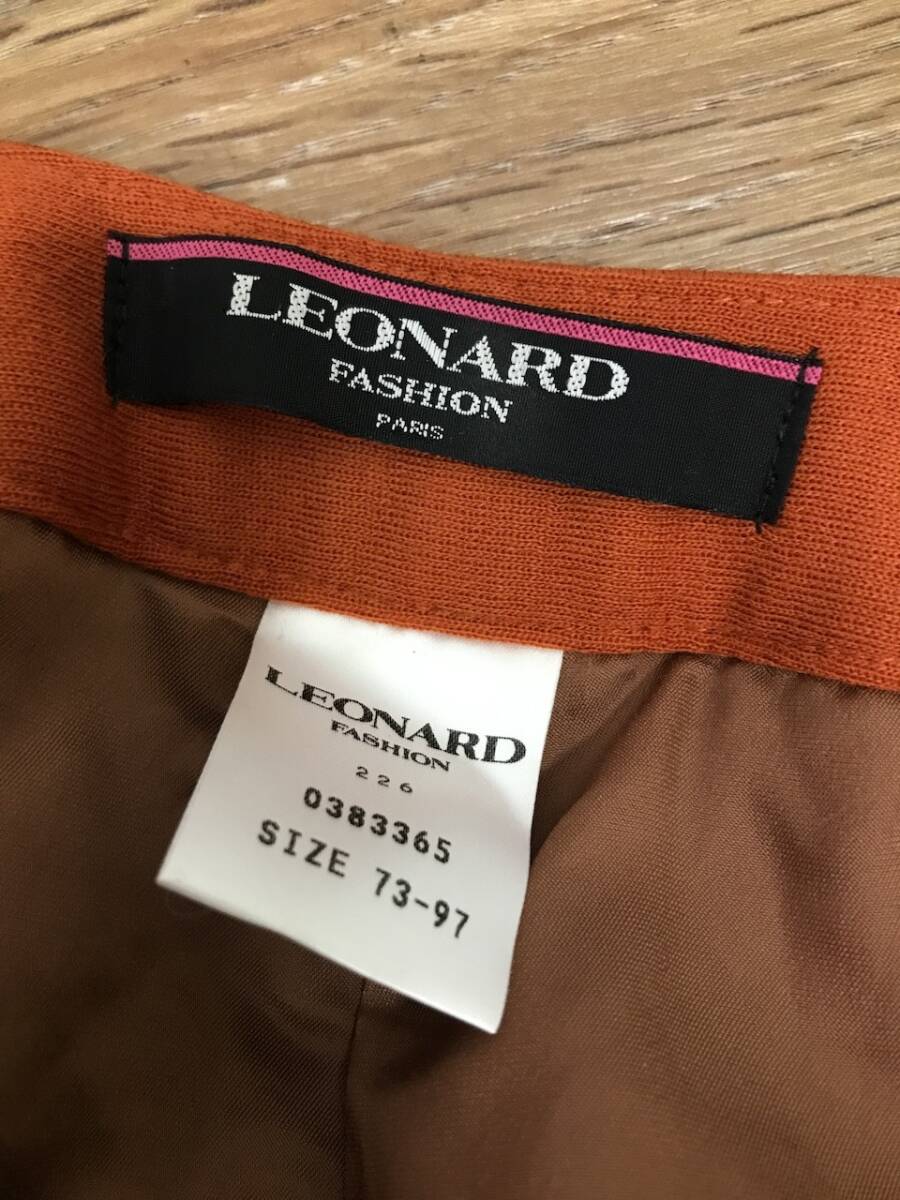 LEONARD
FASHION
PARIS
LEONARD
FASHION
226
0383365
SIZE 73-97